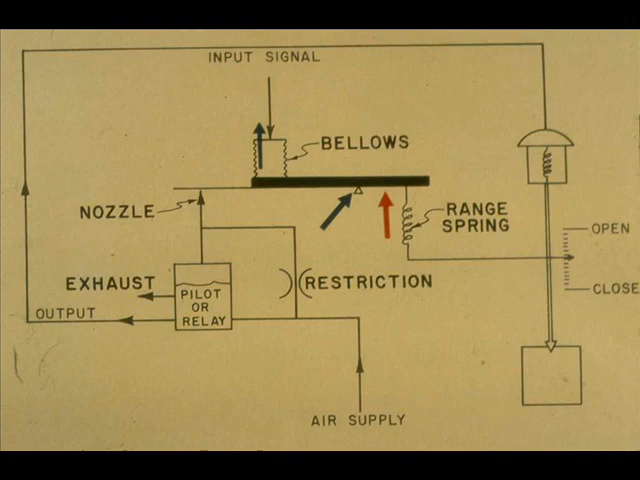 INPUT SIGNAL
BELLOWS
NOZZLE
RANGE
SPRING
OPEN
EXHAUST
RESTRICTION
PILOT
OR
RELAY
CLOSE
OUTPUT
AIR SUPPLY